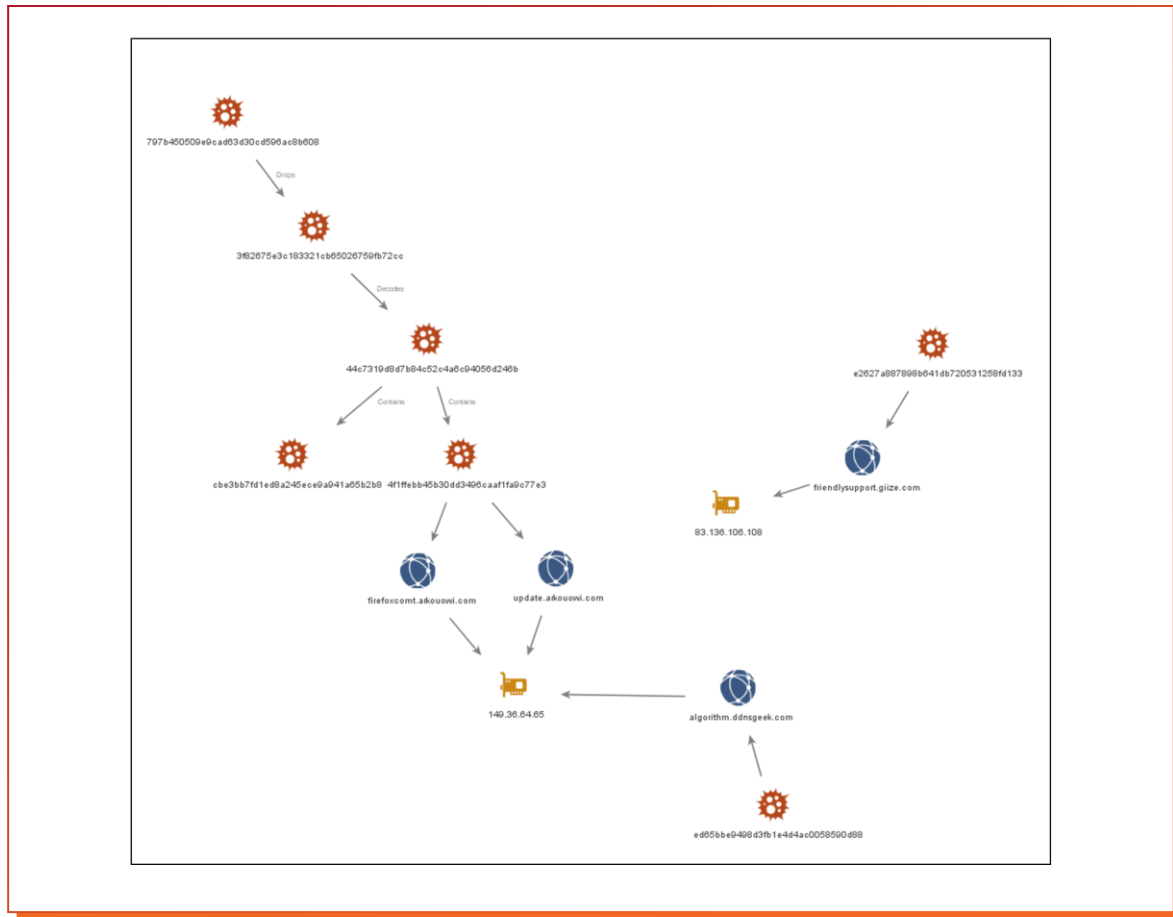 797b450509e9cad63d30cd596ac8b608
Drops
3f82675e3c183321cb65026759fb72cc
Decodes
44c7319d8d7b84c52c4a6c94056d246b
e2627a887898b641db720531258fd133
Contains
Contains
cbe3bb7fd1ed8a245ece9a941a65b2b8
4f1ffebb45b30dd3496caaf1fa9c77e3
friendlysupport.giize.com
83.136.106.108
firefoxcomt.arkouowi.com
update.arkouowi.com
149.36.64.65
algorithm.ddnsgeek.com
ed65bbe9498d3fb1e4d4ac0058590d88